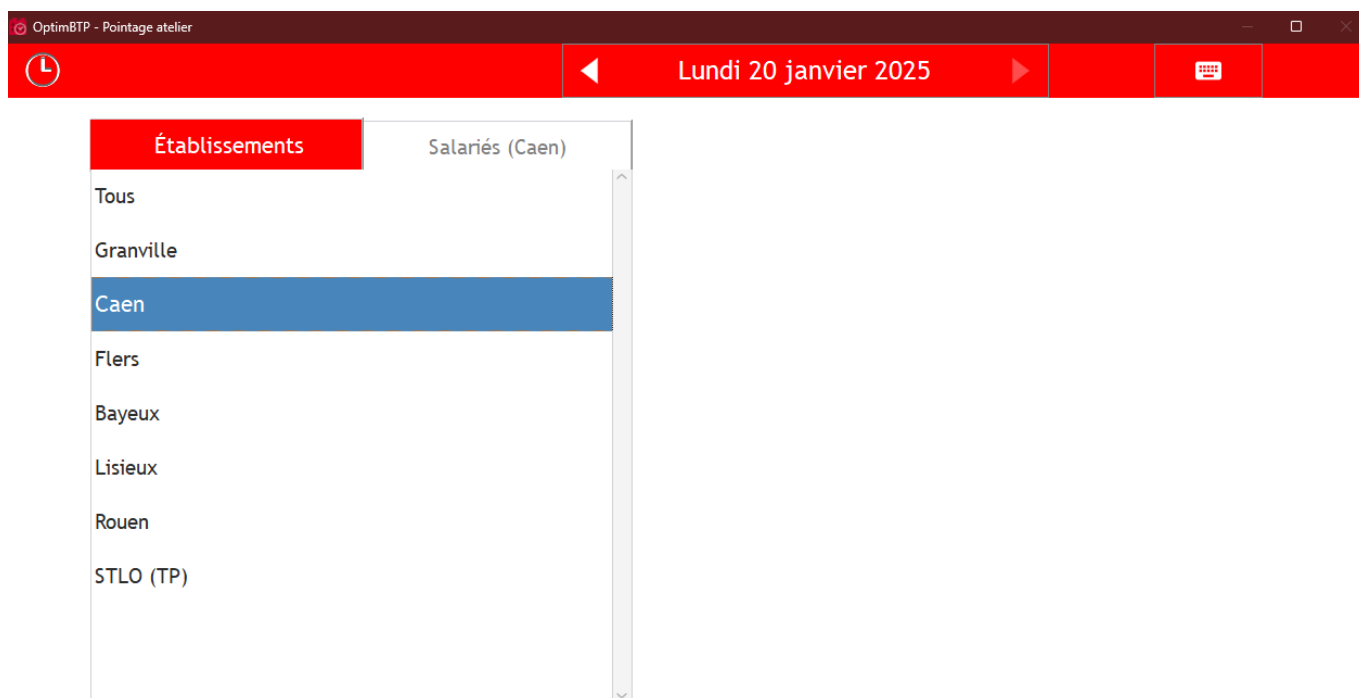 OptimBTP - Pointage atelier
Lundi 20 janvier 2025
Établissements
Salariés (Caen)
Tous
Granville
Caen
Flers
Bayeux
Lisieux
Rouen
STLO (TP)